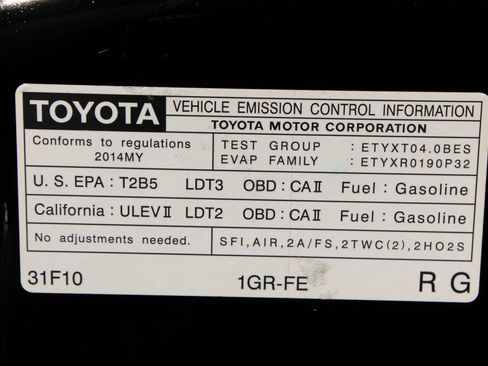 TOYOTA VEHICLE EMISSION CONTROL INFORMATION
TOYOTA MOTOR CORPORATION
Conforms to regulations
2014MY
TEST GROUP : ETYXT04.0BES
EVAP FAMILY : ETYXR0190P32
U. S. EPA : T2B5 LDT3 OBD : CAⅡ Fuel : Gasoline
California : ULEVⅡ LDT2 OBD : CAⅡ Fuel : Gasoline
No adjustments needed. SFI, AIR, 2A/FS, 2TWC(2), 2HO2S
31F10 1GR-FE R G